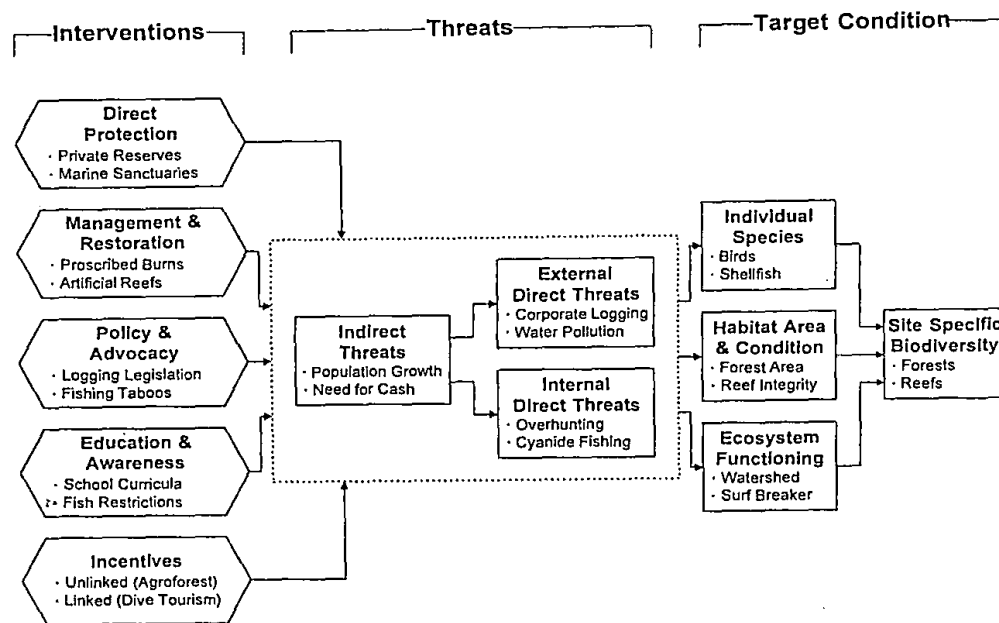 Interventions
Threats
Target Condition
Direct
Protection
· Private Reserves
· Marine Sanctuaries
Management &
Restoration
· Proscribed Burns
· Artificial Reefs
Policy &
Advocacy
· Logging Legislation
· Fishing Taboos
Education &
Awareness
· School Curricula
· Fish Restrictions
Incentives
· Unlinked (Agroforest)
· Linked (Dive Tourism)
Indirect
Threats
· Population Growth
· Need for Cash
External
Direct Threats
· Corporate Logging
· Water Pollution
Internal
Direct Threats
· Overhunting
· Cyanide Fishing
Individual
Species
· Birds
· Shellfish
Habitat Area
& Condition
· Forest Area
· Reef Integrity
Ecosystem
Functioning
· Watershed
· Surf Breaker
Site Specific
Biodiversity
· Forests
· Reefs